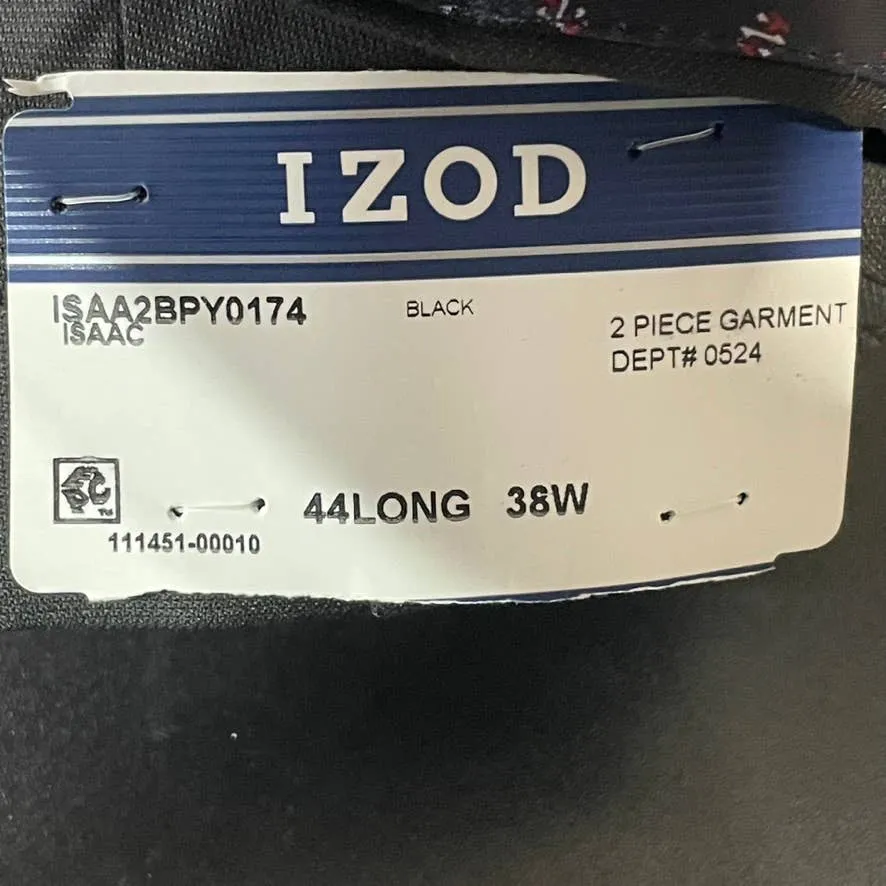 IZOD
ISAA2BPY0174
ISAAC
BLACK
2 PIECE GARMENT
DEPT# 0524
44LONG 38W
111451-00010